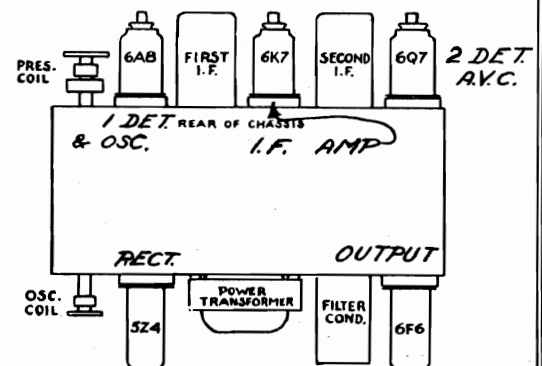 6A8
FIRST
I.F.
6K7
SECOND
I.F.
6Q7
2 DET.
A.V.C.
PRES.
COIL
1 DET. REAR OF CHASSIS
& OSC.
I.F. AMP
RECT.
OUTPUT
OSC.
COIL
5Z4
POWER
TRANSFORMER
FILTER
COND.
6F6